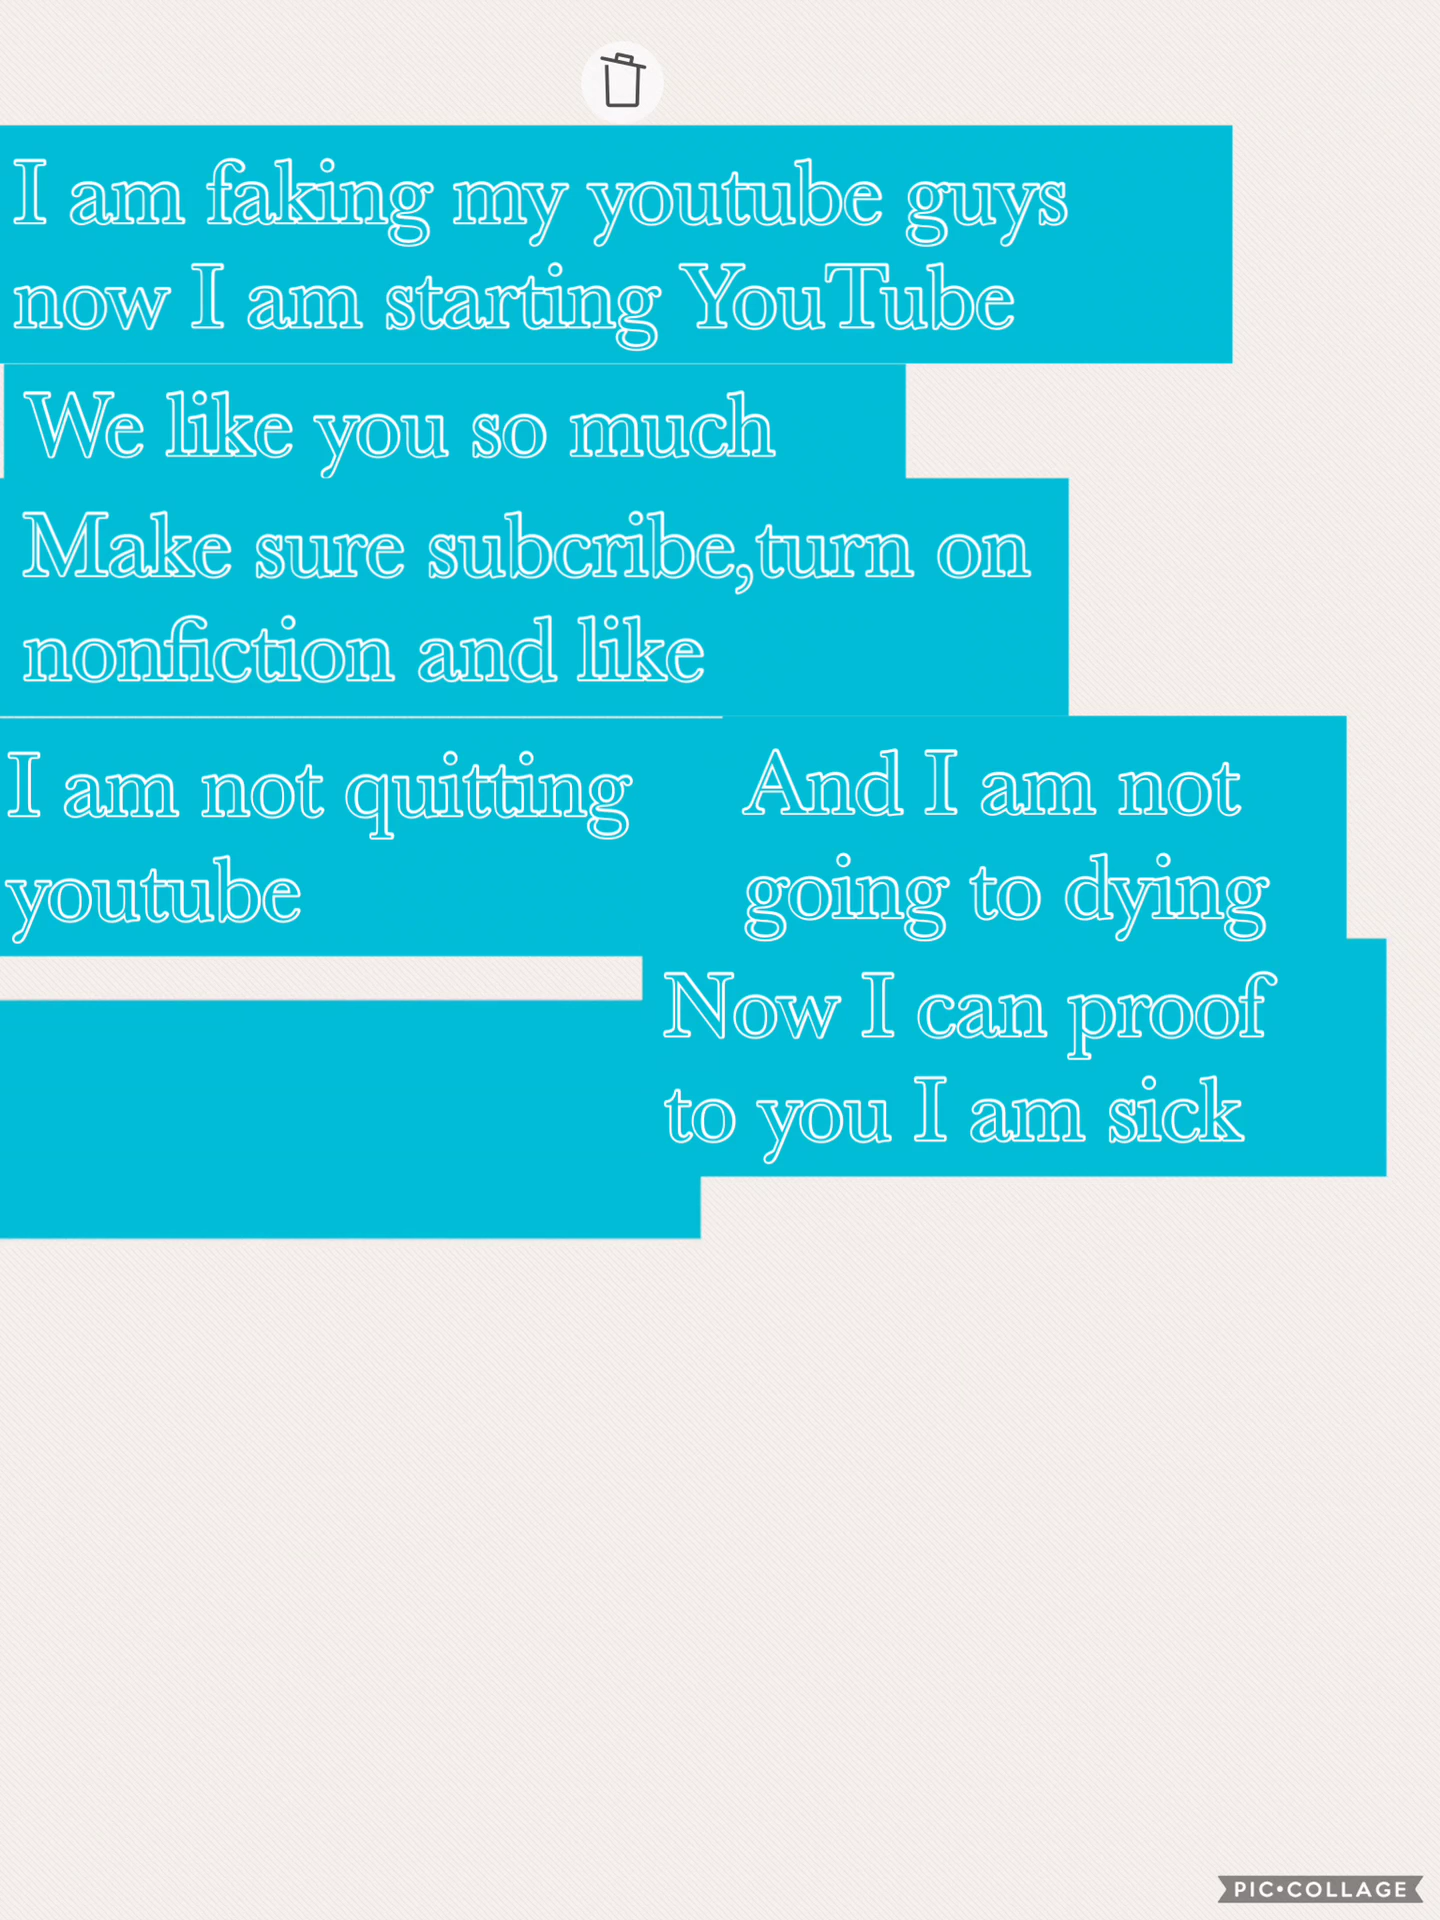 I am faking my youtube guys
now I am starting YouTube
We like you so much
Make sure subcribe,turn on
nonfiction and like
I am not quitting
youtube
And I am not
going to dying
Now I can proof
to you I am sick
PIC•COLLAGE